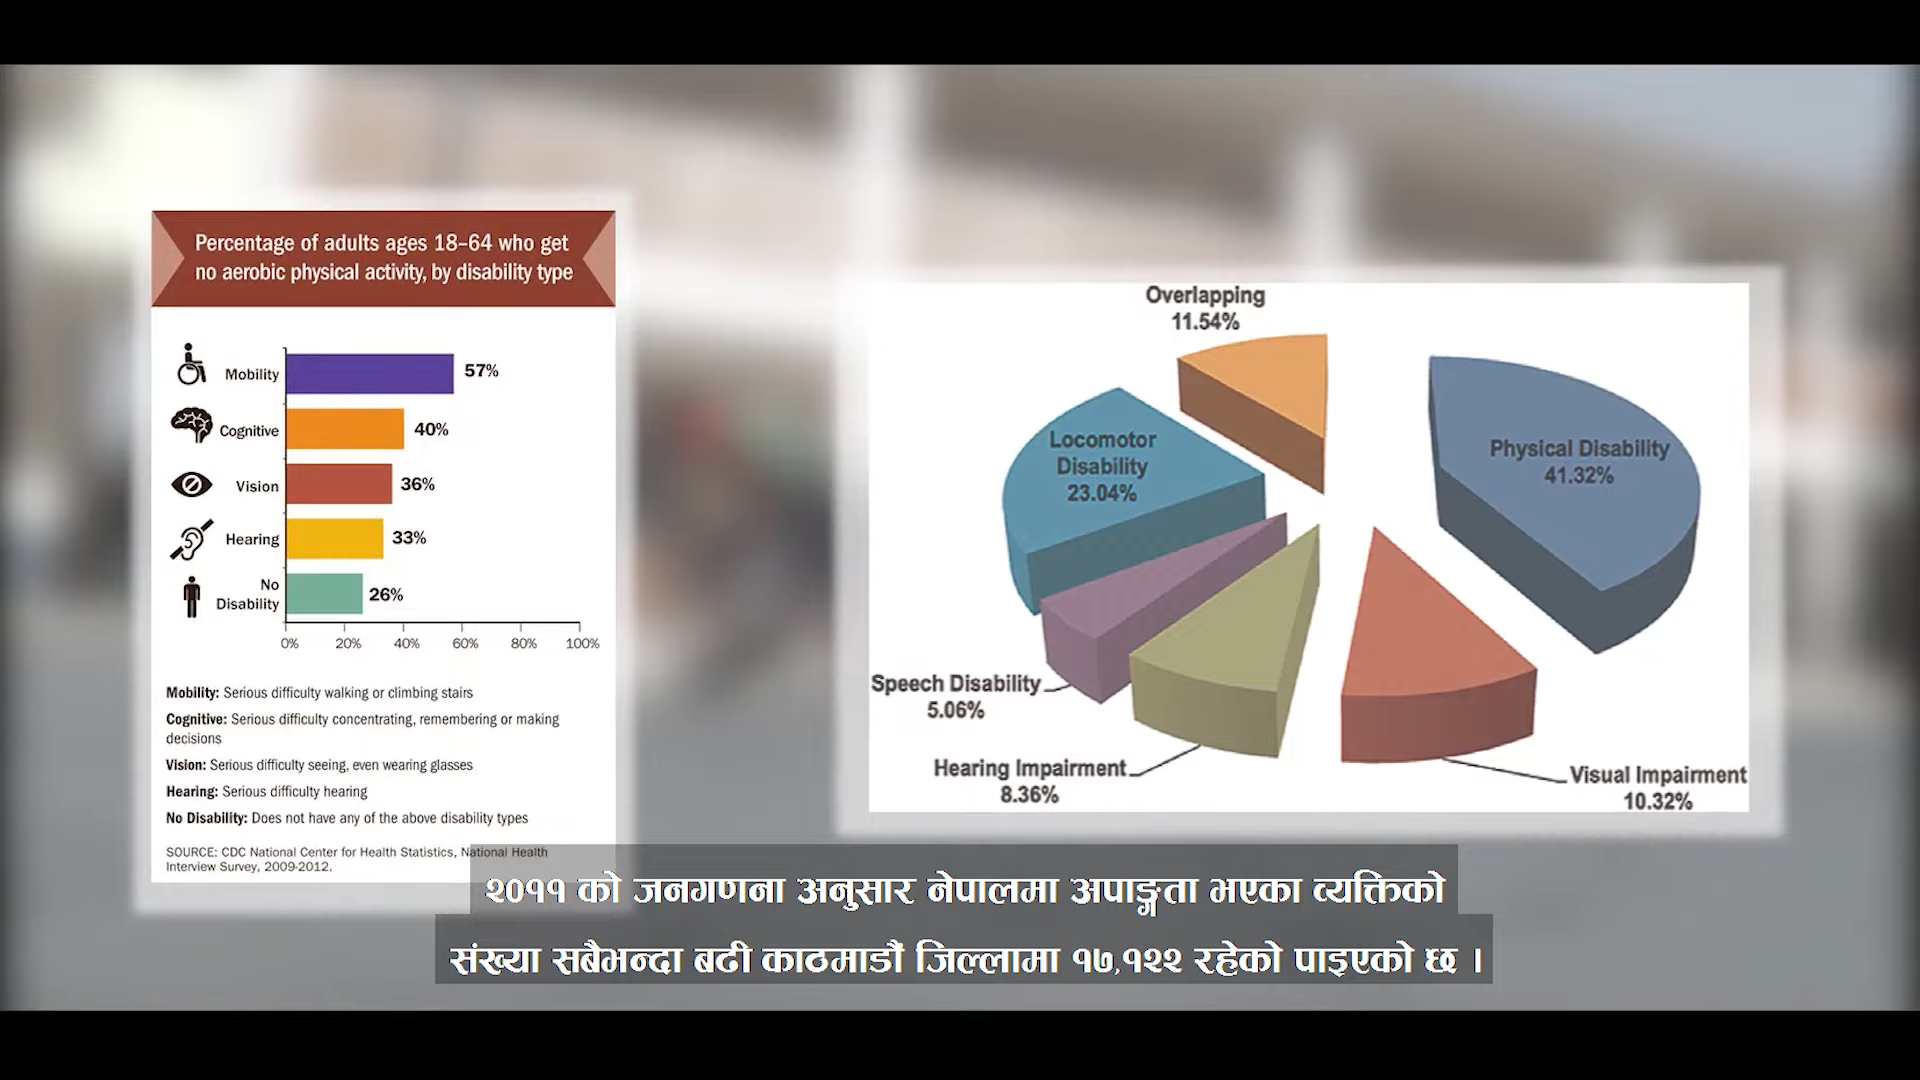 Percentage of adults ages 18–64 who get
no aerobic physical activity, by disability type
Mobility
57%
Cognitive
40%
Vision
36%
Hearing
33%
No
Disability
26%
0% 20% 40% 60% 80% 100%
Mobility: Serious difficulty walking or climbing stairs
Cognitive: Serious difficulty concentrating, remembering or making
decisions
Vision: Serious difficulty seeing, even wearing glasses
Hearing: Serious difficulty hearing
No Disability: Does not have any of the above disability types
SOURCE: CDC National Center for Health Statistics, National Health
Interview Survey, 2009-2012.
Overlapping
11.54%
Physical Disability
41.32%
Locomotor
Disability
23.04%
Speech Disability
5.06%
Hearing Impairment
8.36%
Visual Impairment
10.32%
२०११ को जनगणना अनुसार नेपालमा अपाङ्गता भएका व्यक्तिको
संख्या सबैभन्दा बढी काठमाडौं जिल्लामा १७,१२२ रहेको पाइएको छ ।